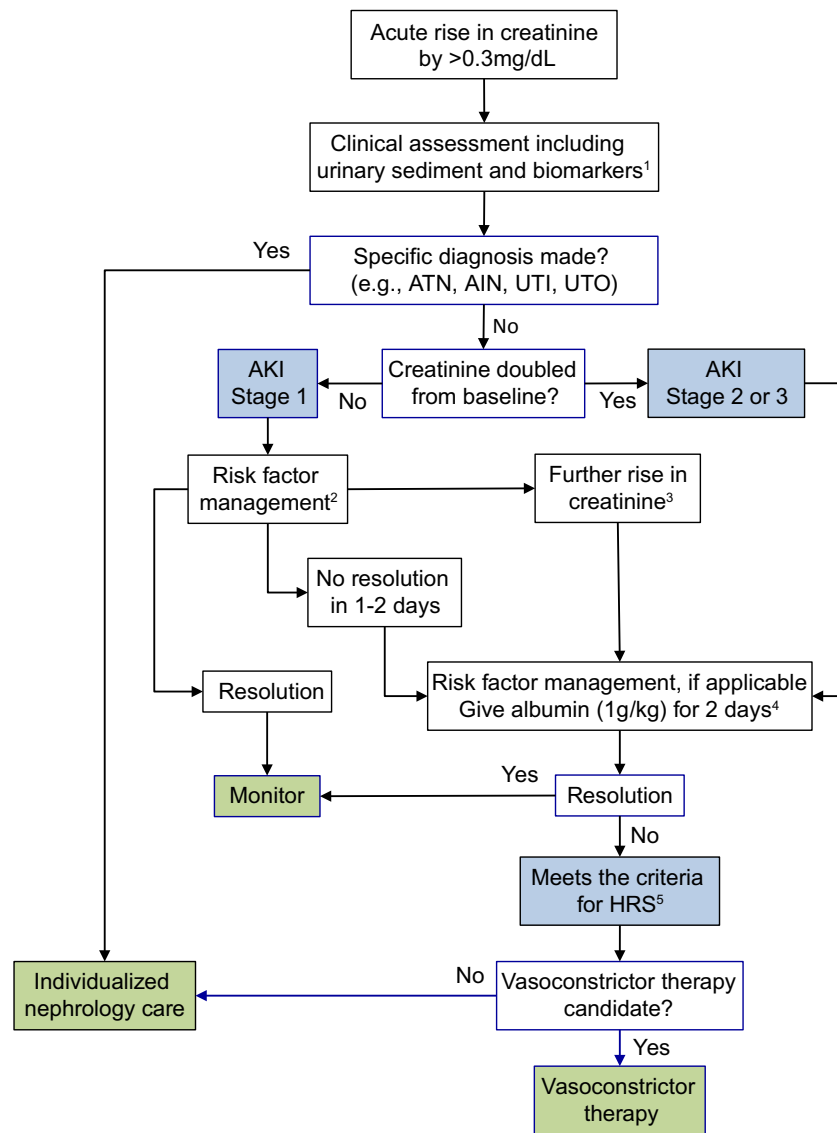 Acute rise in creatinine
by >0.3mg/dL
Clinical assessment including
urinary sediment and biomarkers¹
Yes
Specific diagnosis made?
(e.g., ATN, AIN, UTI, UTO)
No
AKI
Stage 1
No
Creatinine doubled
from baseline?
Yes
AKI
Stage 2 or 3
Risk factor
management²
Further rise in
creatinine³
No resolution
in 1-2 days
Resolution
Risk factor management, if applicable
Give albumin (1g/kg) for 2 days⁴
Monitor
Yes
Resolution
No
Meets the criteria
for HRS⁵
Individualized
nephrology care
No
Vasoconstrictor therapy
candidate?
Yes
Vasoconstrictor
therapy